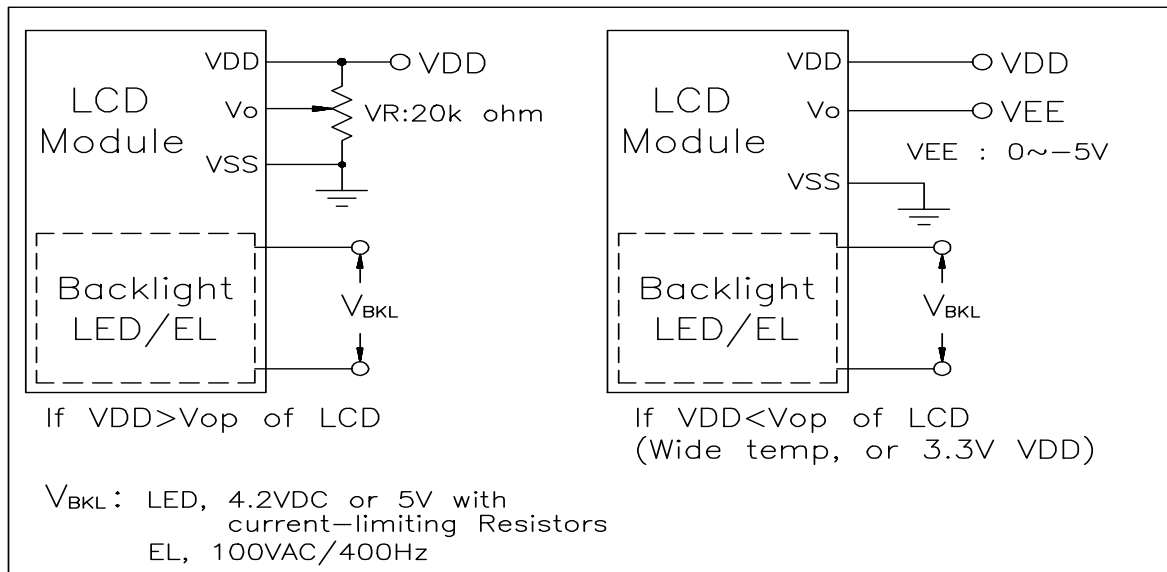 VDD
VDD
LCD
Module
Vo
VR:20k ohm
VSS
Backlight
LED/EL
VBKL
If VDD>Vop of LCD
VDD
VDD
LCD
Module
Vo
VEE
VEE : 0~-5V
VSS
Backlight
LED/EL
VBKL
If VDD<Vop of LCD
(Wide temp, or 3.3V VDD)
VBKL: LED, 4.2VDC or 5V with
current-limiting Resistors
EL, 100VAC/400Hz